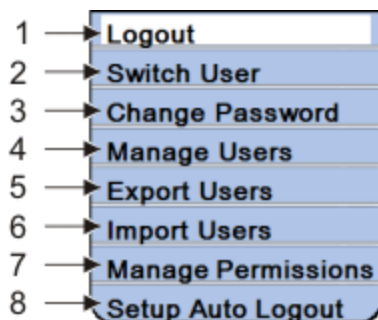 1 Logout
2 Switch User
3 Change Password
4 Manage Users
5 Export Users
6 Import Users
7 Manage Permissions
8 Setup Auto Logout